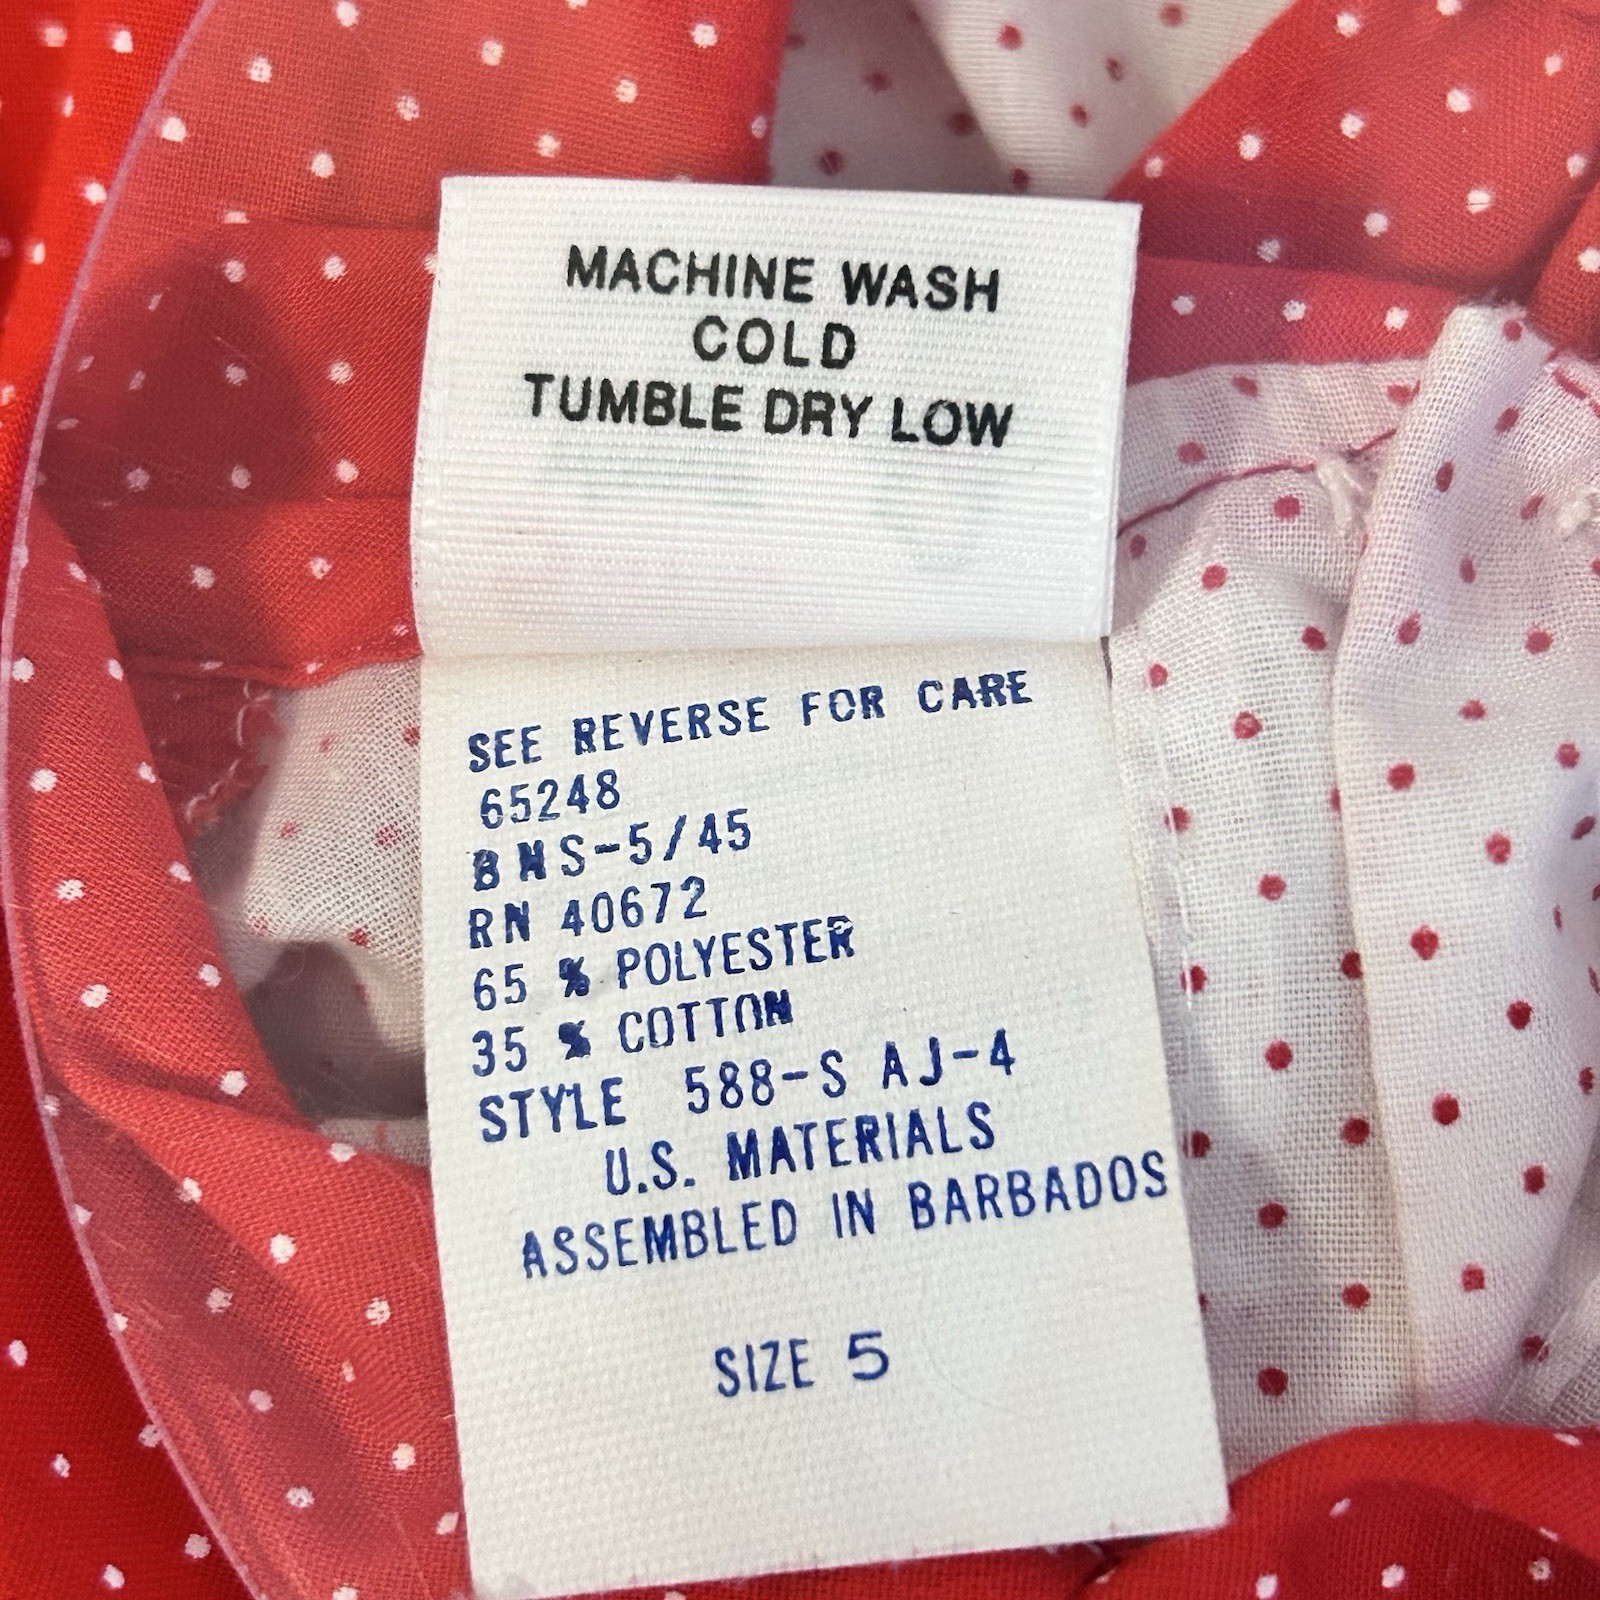 MACHINE WASH
COLD
TUMBLE DRY LOW
SEE REVERSE FOR CARE
65248
BNS-5/45
RN 40672
65 % POLYESTER
35 % COTTON
STYLE 588-S AJ-4
U.S. MATERIALS
ASSEMBLED IN BARBADOS
SIZE 5